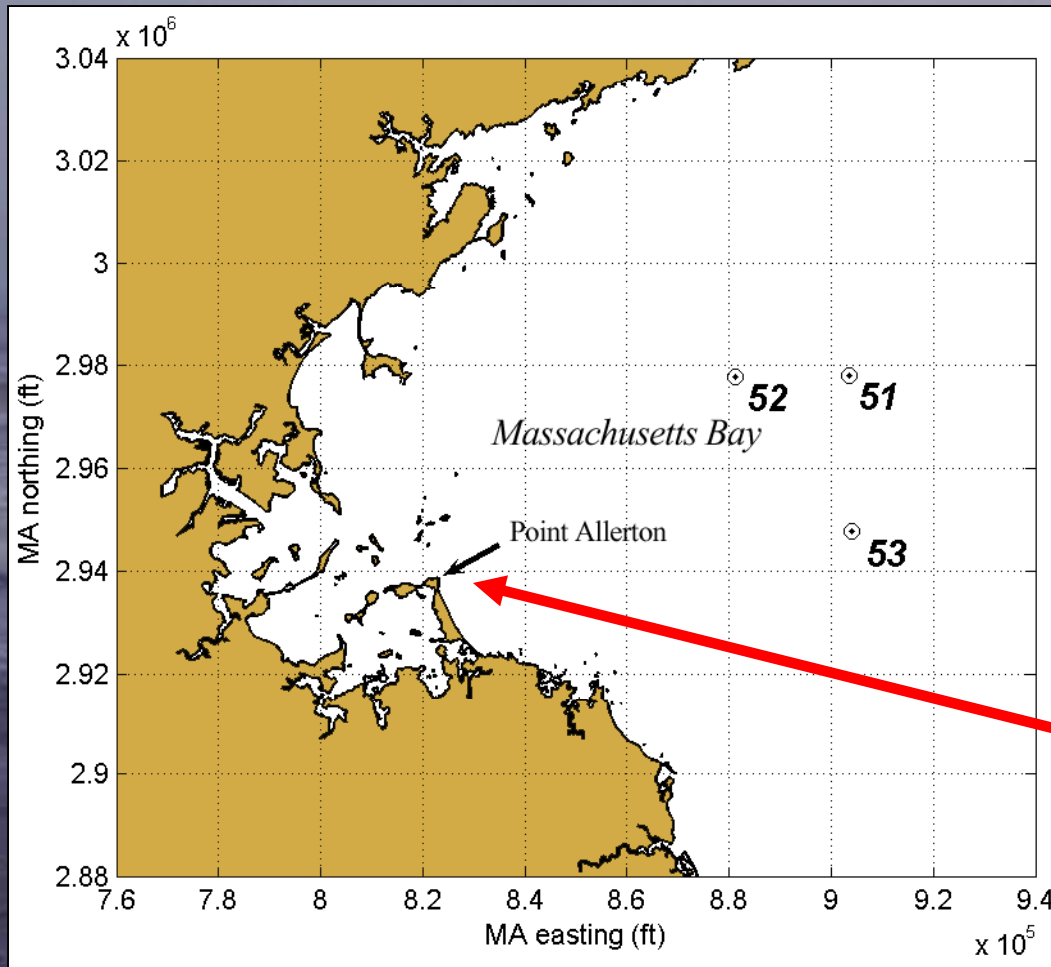 x 10^6
3.04
3.02
3
2.98
2.96
2.94
2.92
2.9
2.88
MA northing (ft)
52
51
Massachusetts Bay
Point Allerton
53
7.6 7.8 8 8.2 8.4 8.6 8.8 9 9.2 9.4
MA easting (ft)
x 10^5